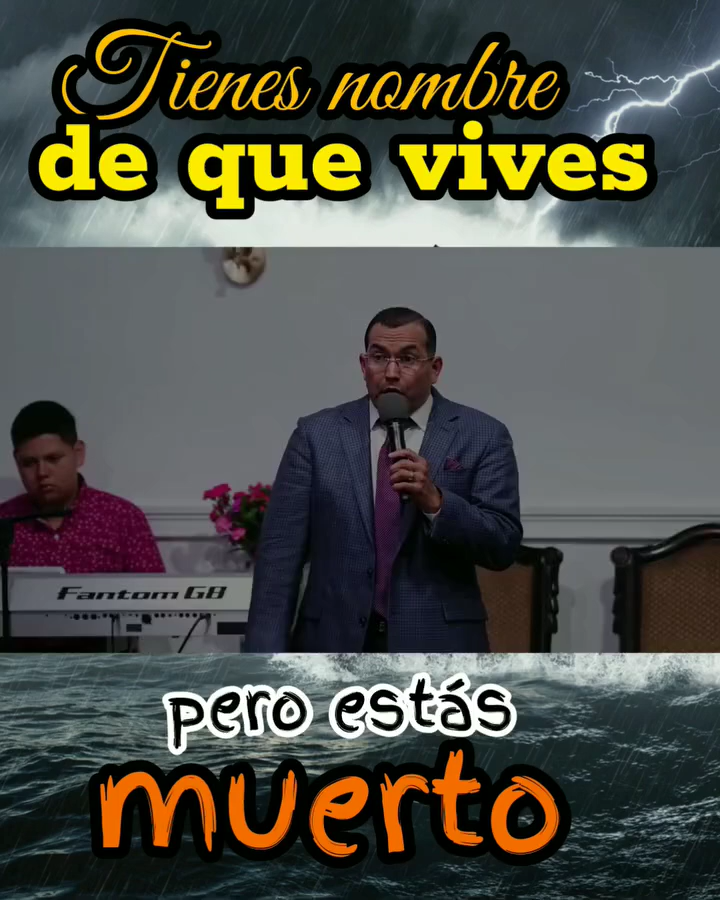 Tienes nombre
de que vives
Fantom G8
pero estás
muerto